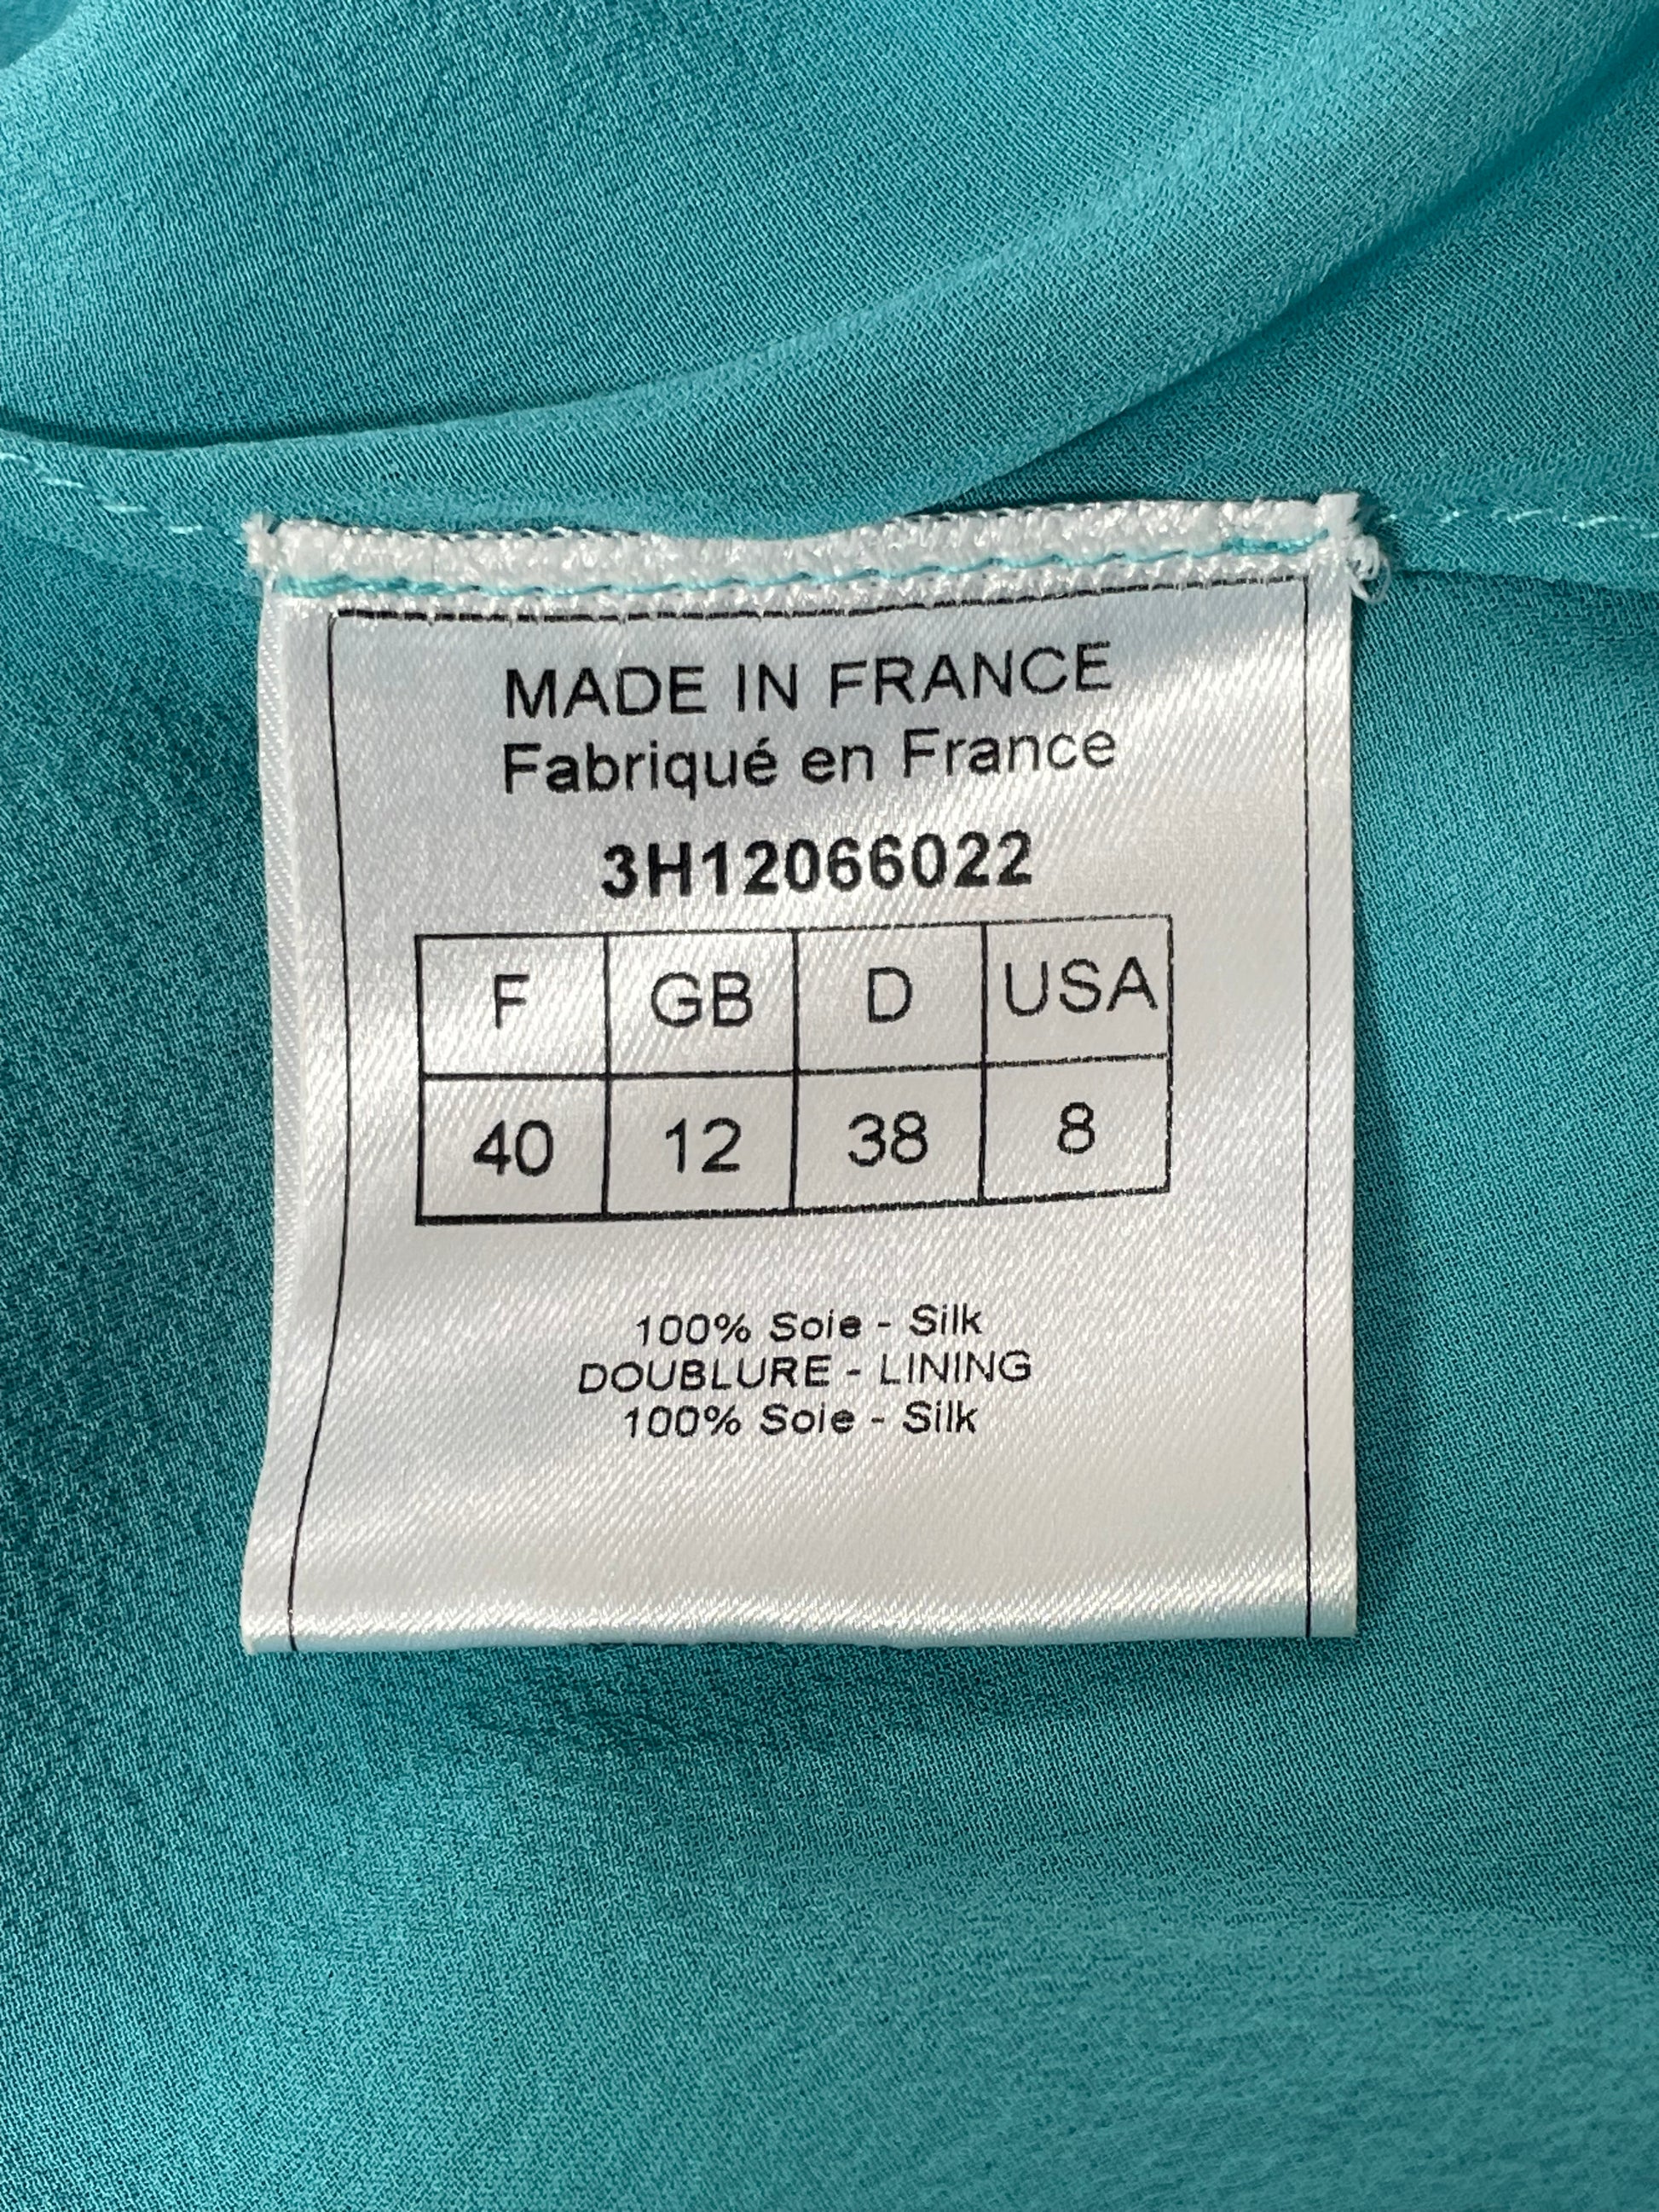 MADE IN FRANCE
Fabriqué en France
3H12066022
F GB D USA
40 12 38 8
100% Soie - Silk
DOUBLURE - LINING
100% Soie - Silk